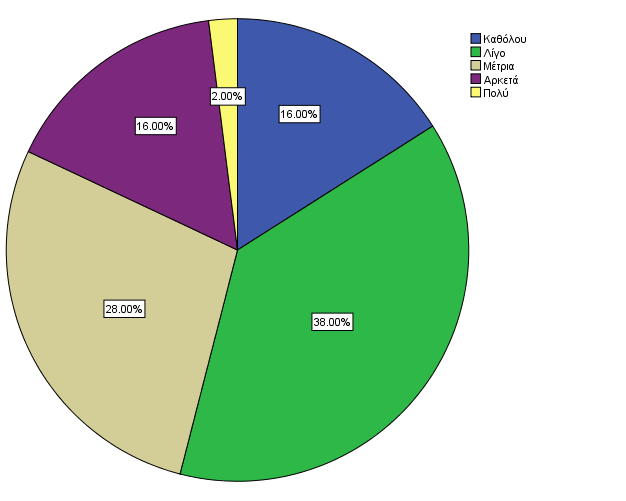 Καθόλου
Λίγο
Μέτρια
Αρκετά
Πολύ
2.00%
16.00%
16.00%
28.00%
38.00%